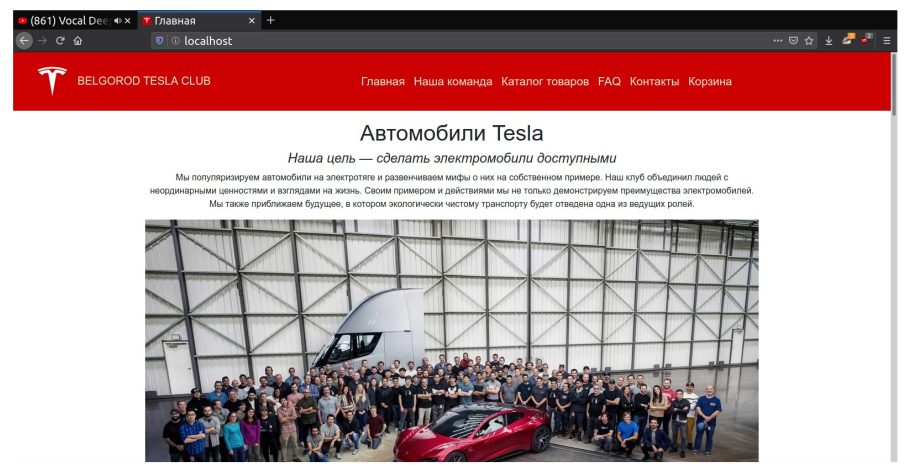 (861) Vocal Deep
Главная
localhost
BELGOROD TESLA CLUB
Главная Наша команда Каталог товаров FAQ Контакты Корзина
Автомобили Tesla
Наша цель — сделать электромобили доступными
Мы популяризируем автомобили на электротяге и развенчиваем мифы о них на собственном примере. Наш клуб объединил людей с
неординарными ценностями и взглядами на жизнь. Своим примером и действиями мы не только демонстрируем преимущества электромобилей.
Мы также приближаем будущее, в котором экологически чистому транспорту будет отведена одна из ведущих ролей.